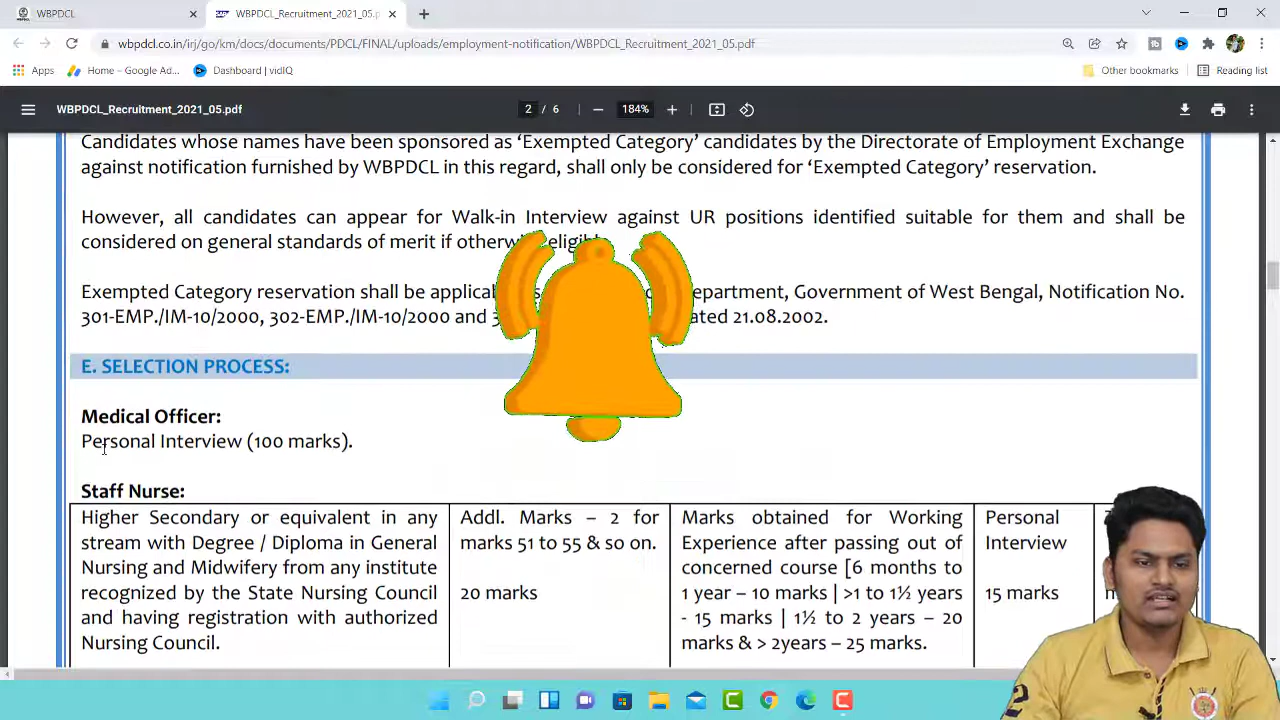 WBPDCL
WBPDCL_Recruitment_2021_05.p
wbpdcl.co.in/irj/go/km/docs/documents/PDCL/FINAL/uploads/employment_notification/WBPDCL_Recruitment_2021_05.pdf
Apps Home – Google Ad... Dashboard | vidIQ Other bookmarks Reading list
WBPDCL_Recruitment_2021_05.pdf 2 / 6 184%
Candidates whose names have been sponsored as ‘Exempted Category’ candidates by the Directorate of Employment Exchange
against notification furnished by WBPDCL in this regard, shall only be considered for ‘Exempted Category’ reservation.
However, all candidates can appear for Walk-in Interview against UR positions identified suitable for them and shall be
considered on general standards of merit if
Exempted Category reservation shall be Government of West Bengal, Notification No.
301-EMP./IM-10/2000, 302-EMP./IM-10/2000 and 21.08.2002.
E. SELECTION PROCESS:
Medical Officer:
Personal Interview (100 marks).
Staff Nurse:
Higher Secondary or equivalent in any
stream with Degree / Diploma in General
Nursing and Midwifery from any institute
recognized by the State Nursing Council
and having registration with authorized
Nursing Council.
Addl. Marks – 2 for
marks 51 to 55 & so on.
20 marks
Marks obtained for Working
Experience after passing out of
concerned course [6 months to
1 year – 10 marks | >1 to 1½ years
- 15 marks | 1½ to 2 years – 20
marks & > 2years – 25 marks.
Personal
Interview
15 marks
2